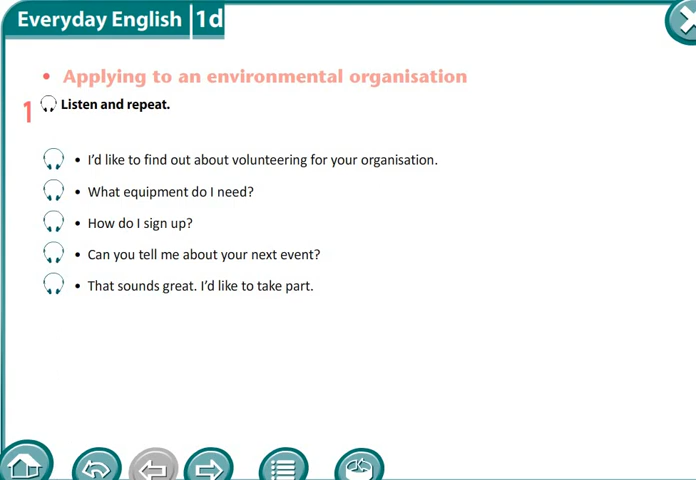 Everyday English 1d
• Applying to an environmental organisation
1 Listen and repeat.
• I'd like to find out about volunteering for your organisation.
• What equipment do I need?
• How do I sign up?
• Can you tell me about your next event?
• That sounds great. I'd like to take part.